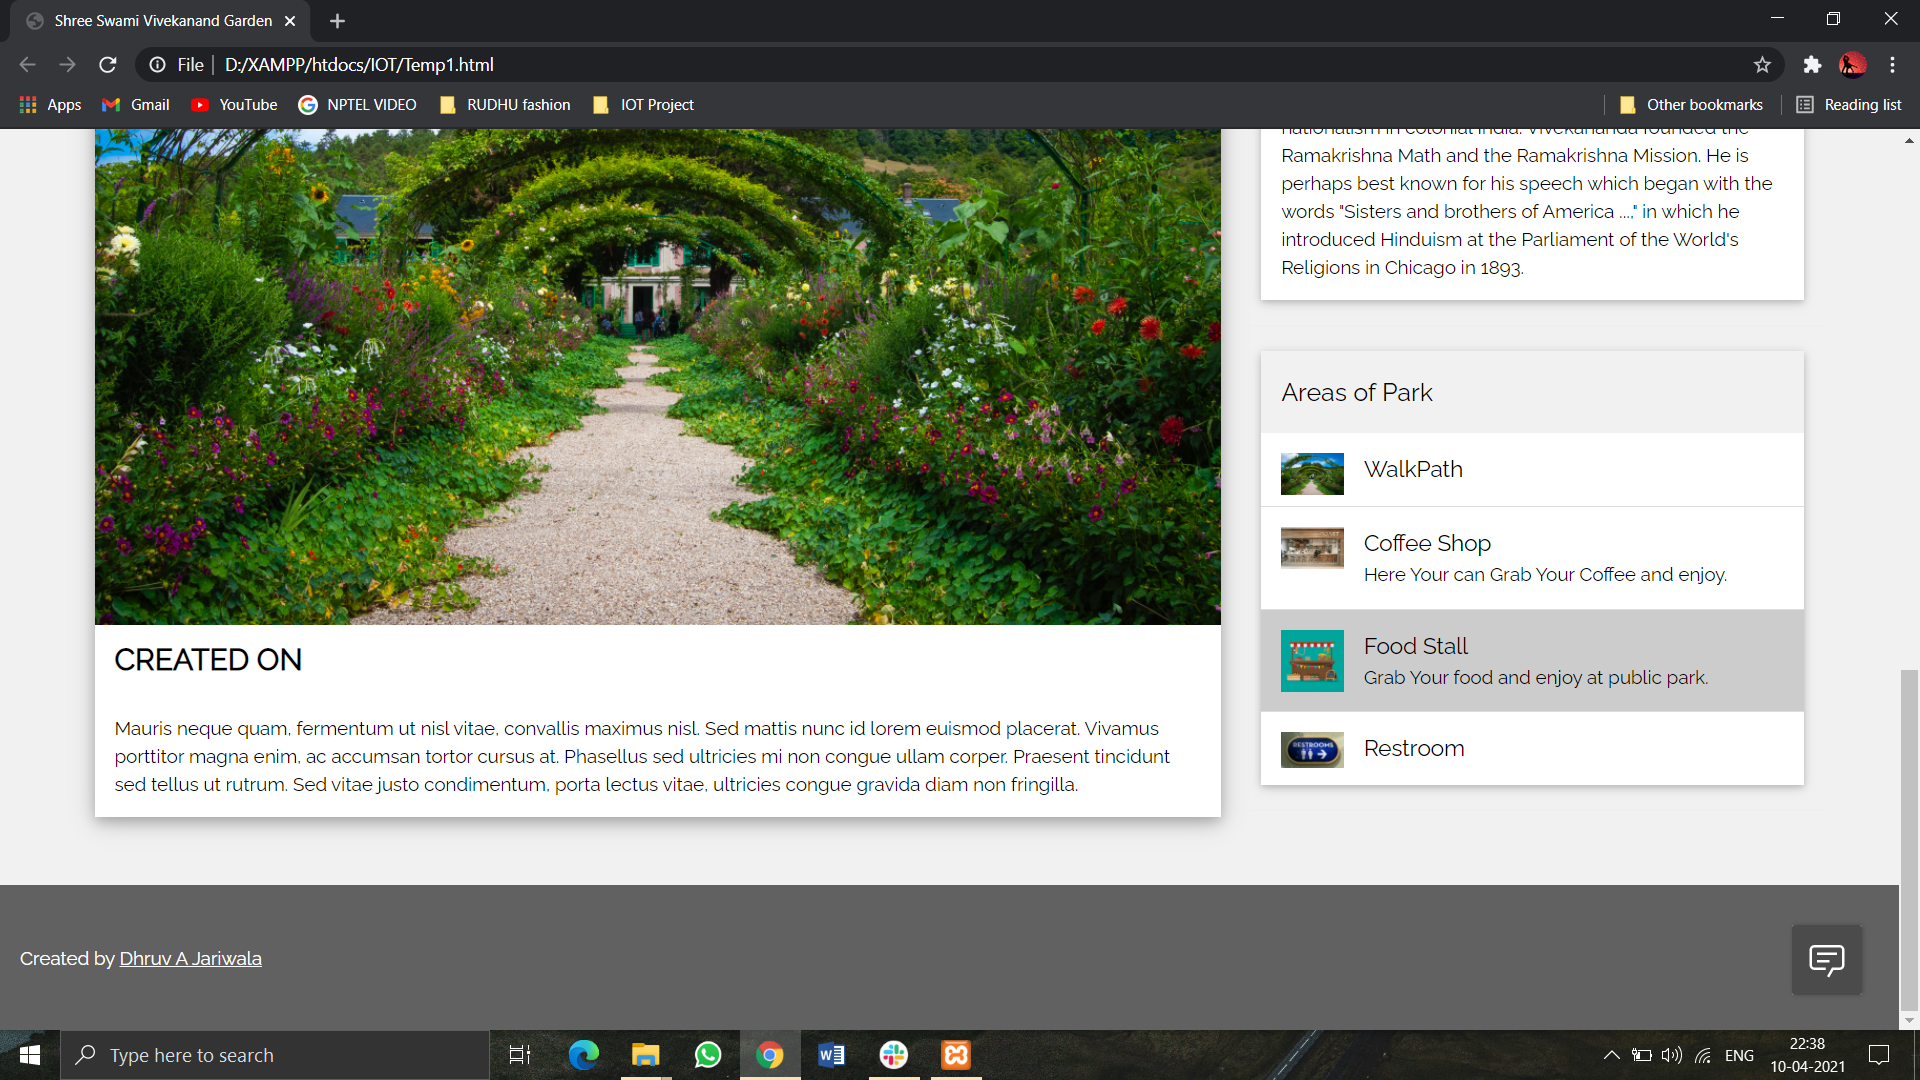 Shree Swami Vivekanand Garden
File
D:/XAMPP/htdocs/IOT/Temp1.html
Apps
Gmail
YouTube
NPTEL VIDEO
RUDHU fashion
IOT Project
Other bookmarks
Reading list
nationalism in colonial India. Vivekananda founded the
Ramakrishna Math and the Ramakrishna Mission. He is
perhaps best known for his speech which began with the
words "Sisters and brothers of America ...," in which he
introduced Hinduism at the Parliament of the World's
Religions in Chicago in 1893.
Areas of Park
WalkPath
Coffee Shop
Here Your can Grab Your Coffee and enjoy.
Food Stall
Grab Your food and enjoy at public park.
RESTROOMS
Restroom
CREATED ON
Mauris neque quam, fermentum ut nisl vitae, convallis maximus nisl. Sed mattis nunc id lorem euismod placerat. Vivamus
porttitor magna enim, ac accumsan tortor cursus at. Phasellus sed ultricies mi non congue ullam corper. Praesent tincidunt
sed tellus ut rutrum. Sed vitae justo condimentum, porta lectus vitae, ultricies congue gravida diam non fringilla.
Created by Dhruv A Jariwala
Type here to search
ENG
22:38
10-04-2021